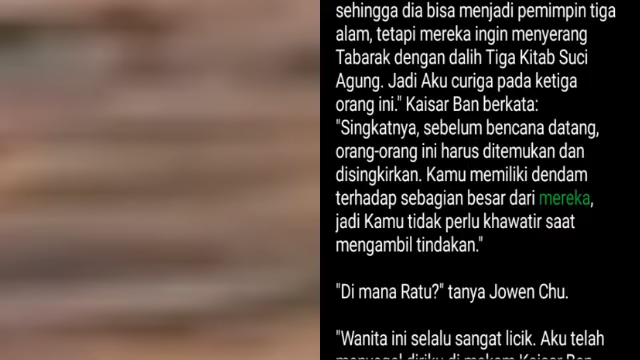 sehingga dia bisa menjadi pemimpin tiga
alam, tetapi mereka ingin menyerang
Tabarak dengan dalih Tiga Kitab Suci
Agung. Jadi Aku curiga pada ketiga
orang ini." Kaisar Ban berkata:
"Singkatnya, sebelum bencana datang,
orang-orang ini harus ditemukan dan
disingkirkan. Kamu memiliki dendam
terhadap sebagian besar dari mereka,
jadi Kamu tidak perlu khawatir saat
mengambil tindakan."
"Di mana Ratu?" tanya Jowen Chu.
"Wanita ini selalu sangat licik. Aku telah